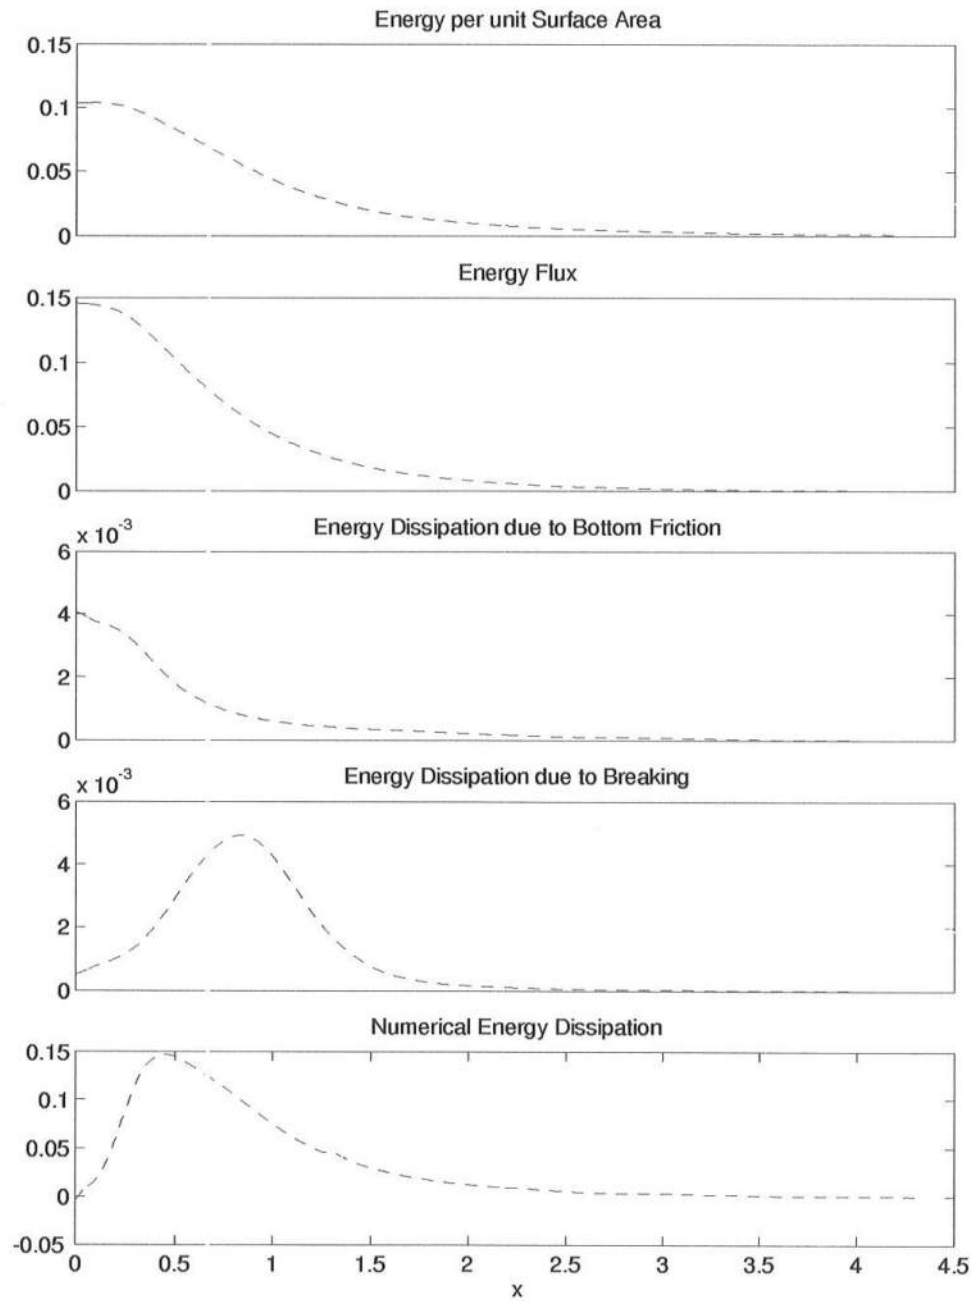 Energy per unit Surface Area
0.15
0.1
0.05
0
Energy Flux
0.15
0.1
0.05
0
x 10-3
Energy Dissipation due to Bottom Friction
6
4
2
0
x 10-3
Energy Dissipation due to Breaking
6
4
2
0
Numerical Energy Dissipation
0.15
0.1
0.05
0
-0.05
0 0.5 1 1.5 2 2.5 3 3.5 4 4.5
x